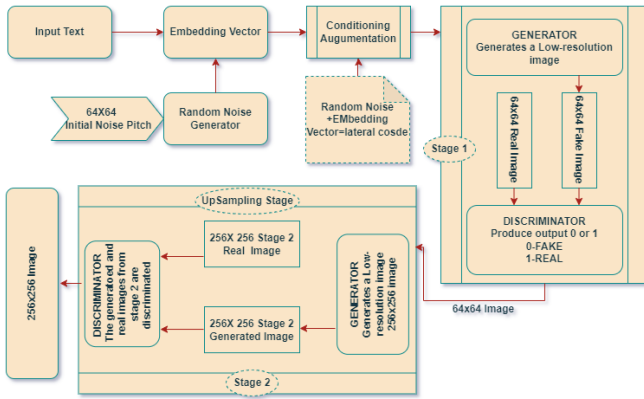 Input Text
Embedding Vector
Conditioning
Augumentation
GENERATOR
Generates a Low-resolution
image
64X64
Initial Noise Pitch
Random Noise
Generator
Random Noise
+EMbedding
Vector=lateral cosde
64x64 Real Image
64x64 Fake Image
Stage 1
DISCRIMINATOR
Produce output 0 or 1
0-FAKE
1-REAL
64x64 Image
UpSampling Stage
256X 256 Stage 2
Real Image
256X 256 Stage 2
Generated Image
GENERATOR
Generates a Low-
resolution image
256x256 image
DISCRIMINATOR
The generatoed and
real images from
stage 2 are
discriminated
256x256 Image
Stage 2